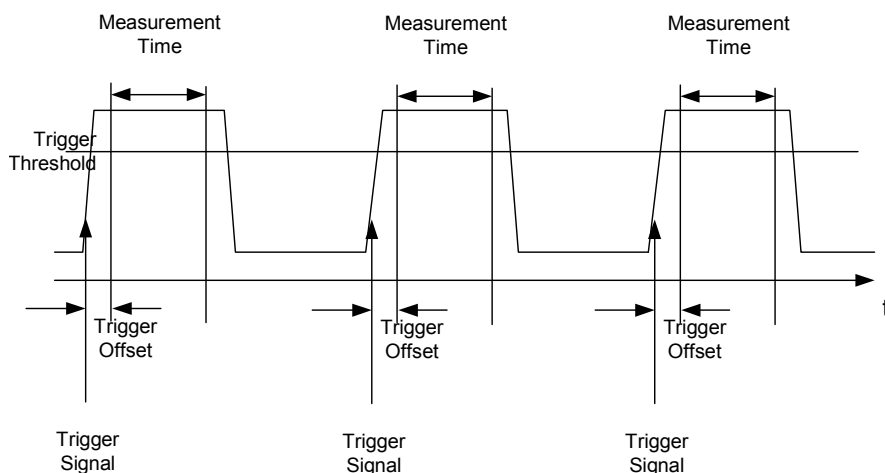 Measurement
Time
Measurement
Time
Measurement
Time
Trigger
Threshold
t
Trigger
Offset
Trigger
Offset
Trigger
Offset
Trigger
Signal
Trigger
Signal
Trigger
Signal